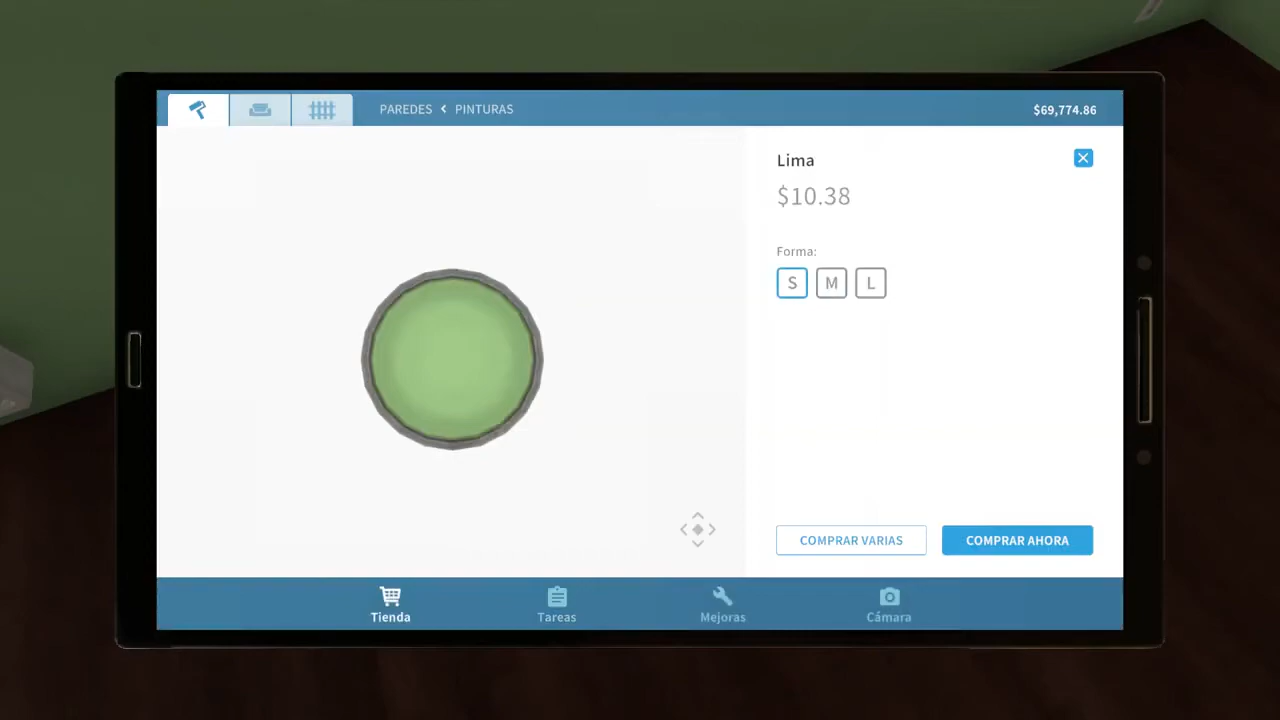 PAREDES < PINTURAS
$69,774.86
Lima
$10.38
Forma:
S M L
COMPRAR VARIAS
COMPRAR AHORA
Tienda
Tareas
Mejoras
Cámara